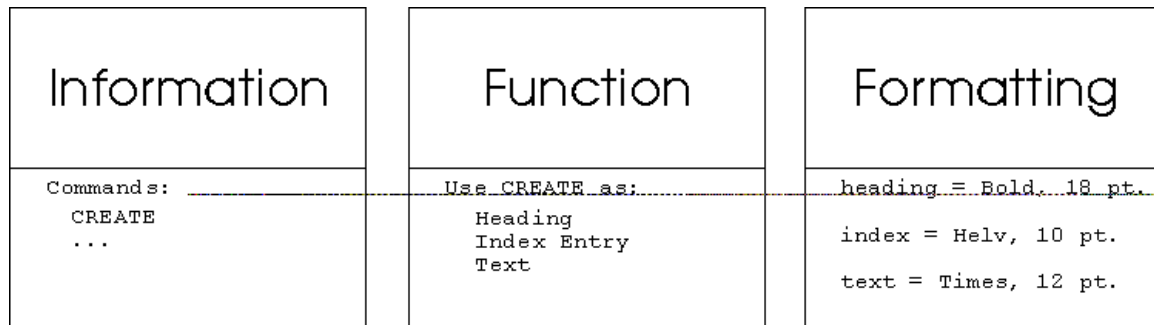 Information
Commands:
CREATE
...
Function
Use CREATE as:
Heading
Index Entry
Text
Formatting
heading = Bold, 18 pt.
index = Helv, 10 pt.
text = Times, 12 pt.